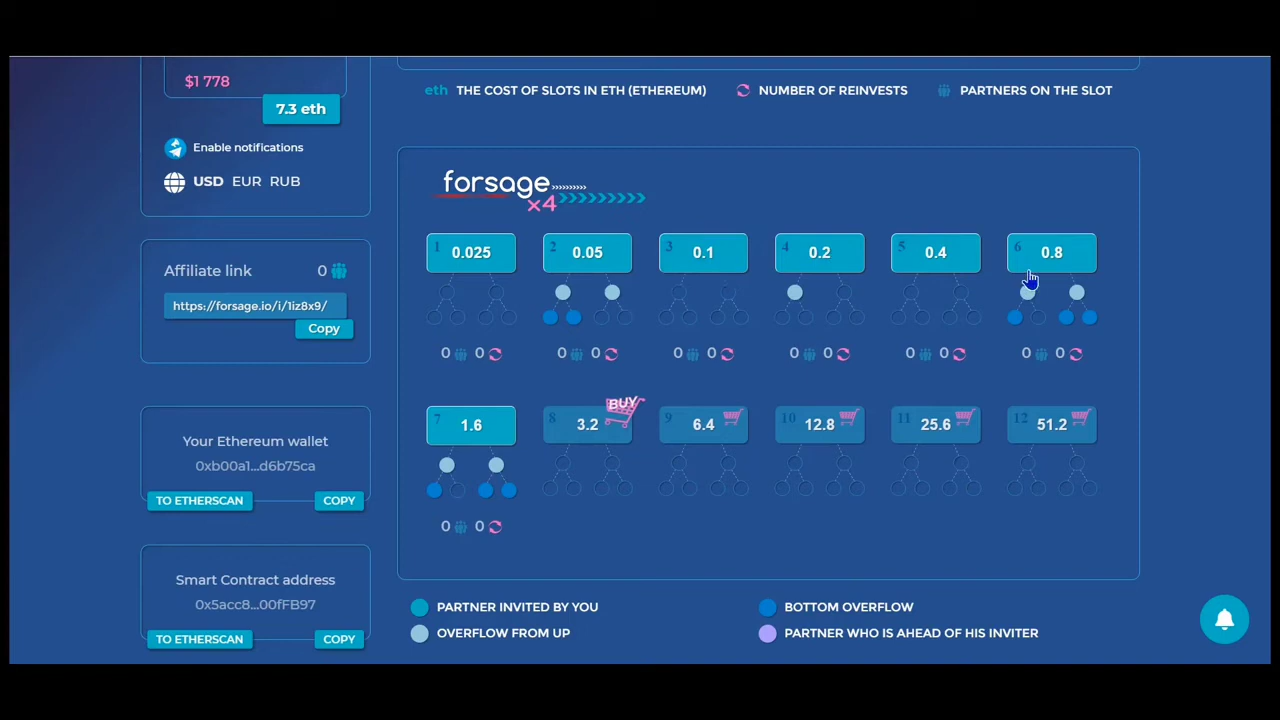 $1 778
7.3 eth
Enable notifications
USD EUR RUB
Affiliate link 0
https://forsage.io/i/1iz8x9/
Copy
Your Ethereum wallet
0xb00a1...d6b75ca
TO ETHERSCAN COPY
Smart Contract address
0x5acc8...00fFB97
TO ETHERSCAN COPY
eth THE COST OF SLOTS IN ETH (ETHEREUM) NUMBER OF REINVESTS PARTNERS ON THE SLOT
forsage
x4
1 0.025 2 0.05 3 0.1 4 0.2 5 0.4 6 0.8
0 0 0 0 0 0 0 0 0 0 0 0
BUY
7 1.6 8 3.2 9 6.4 10 12.8 11 25.6 12 51.2
0 0
PARTNER INVITED BY YOU BOTTOM OVERFLOW
OVERFLOW FROM UP PARTNER WHO IS AHEAD OF HIS INVITER